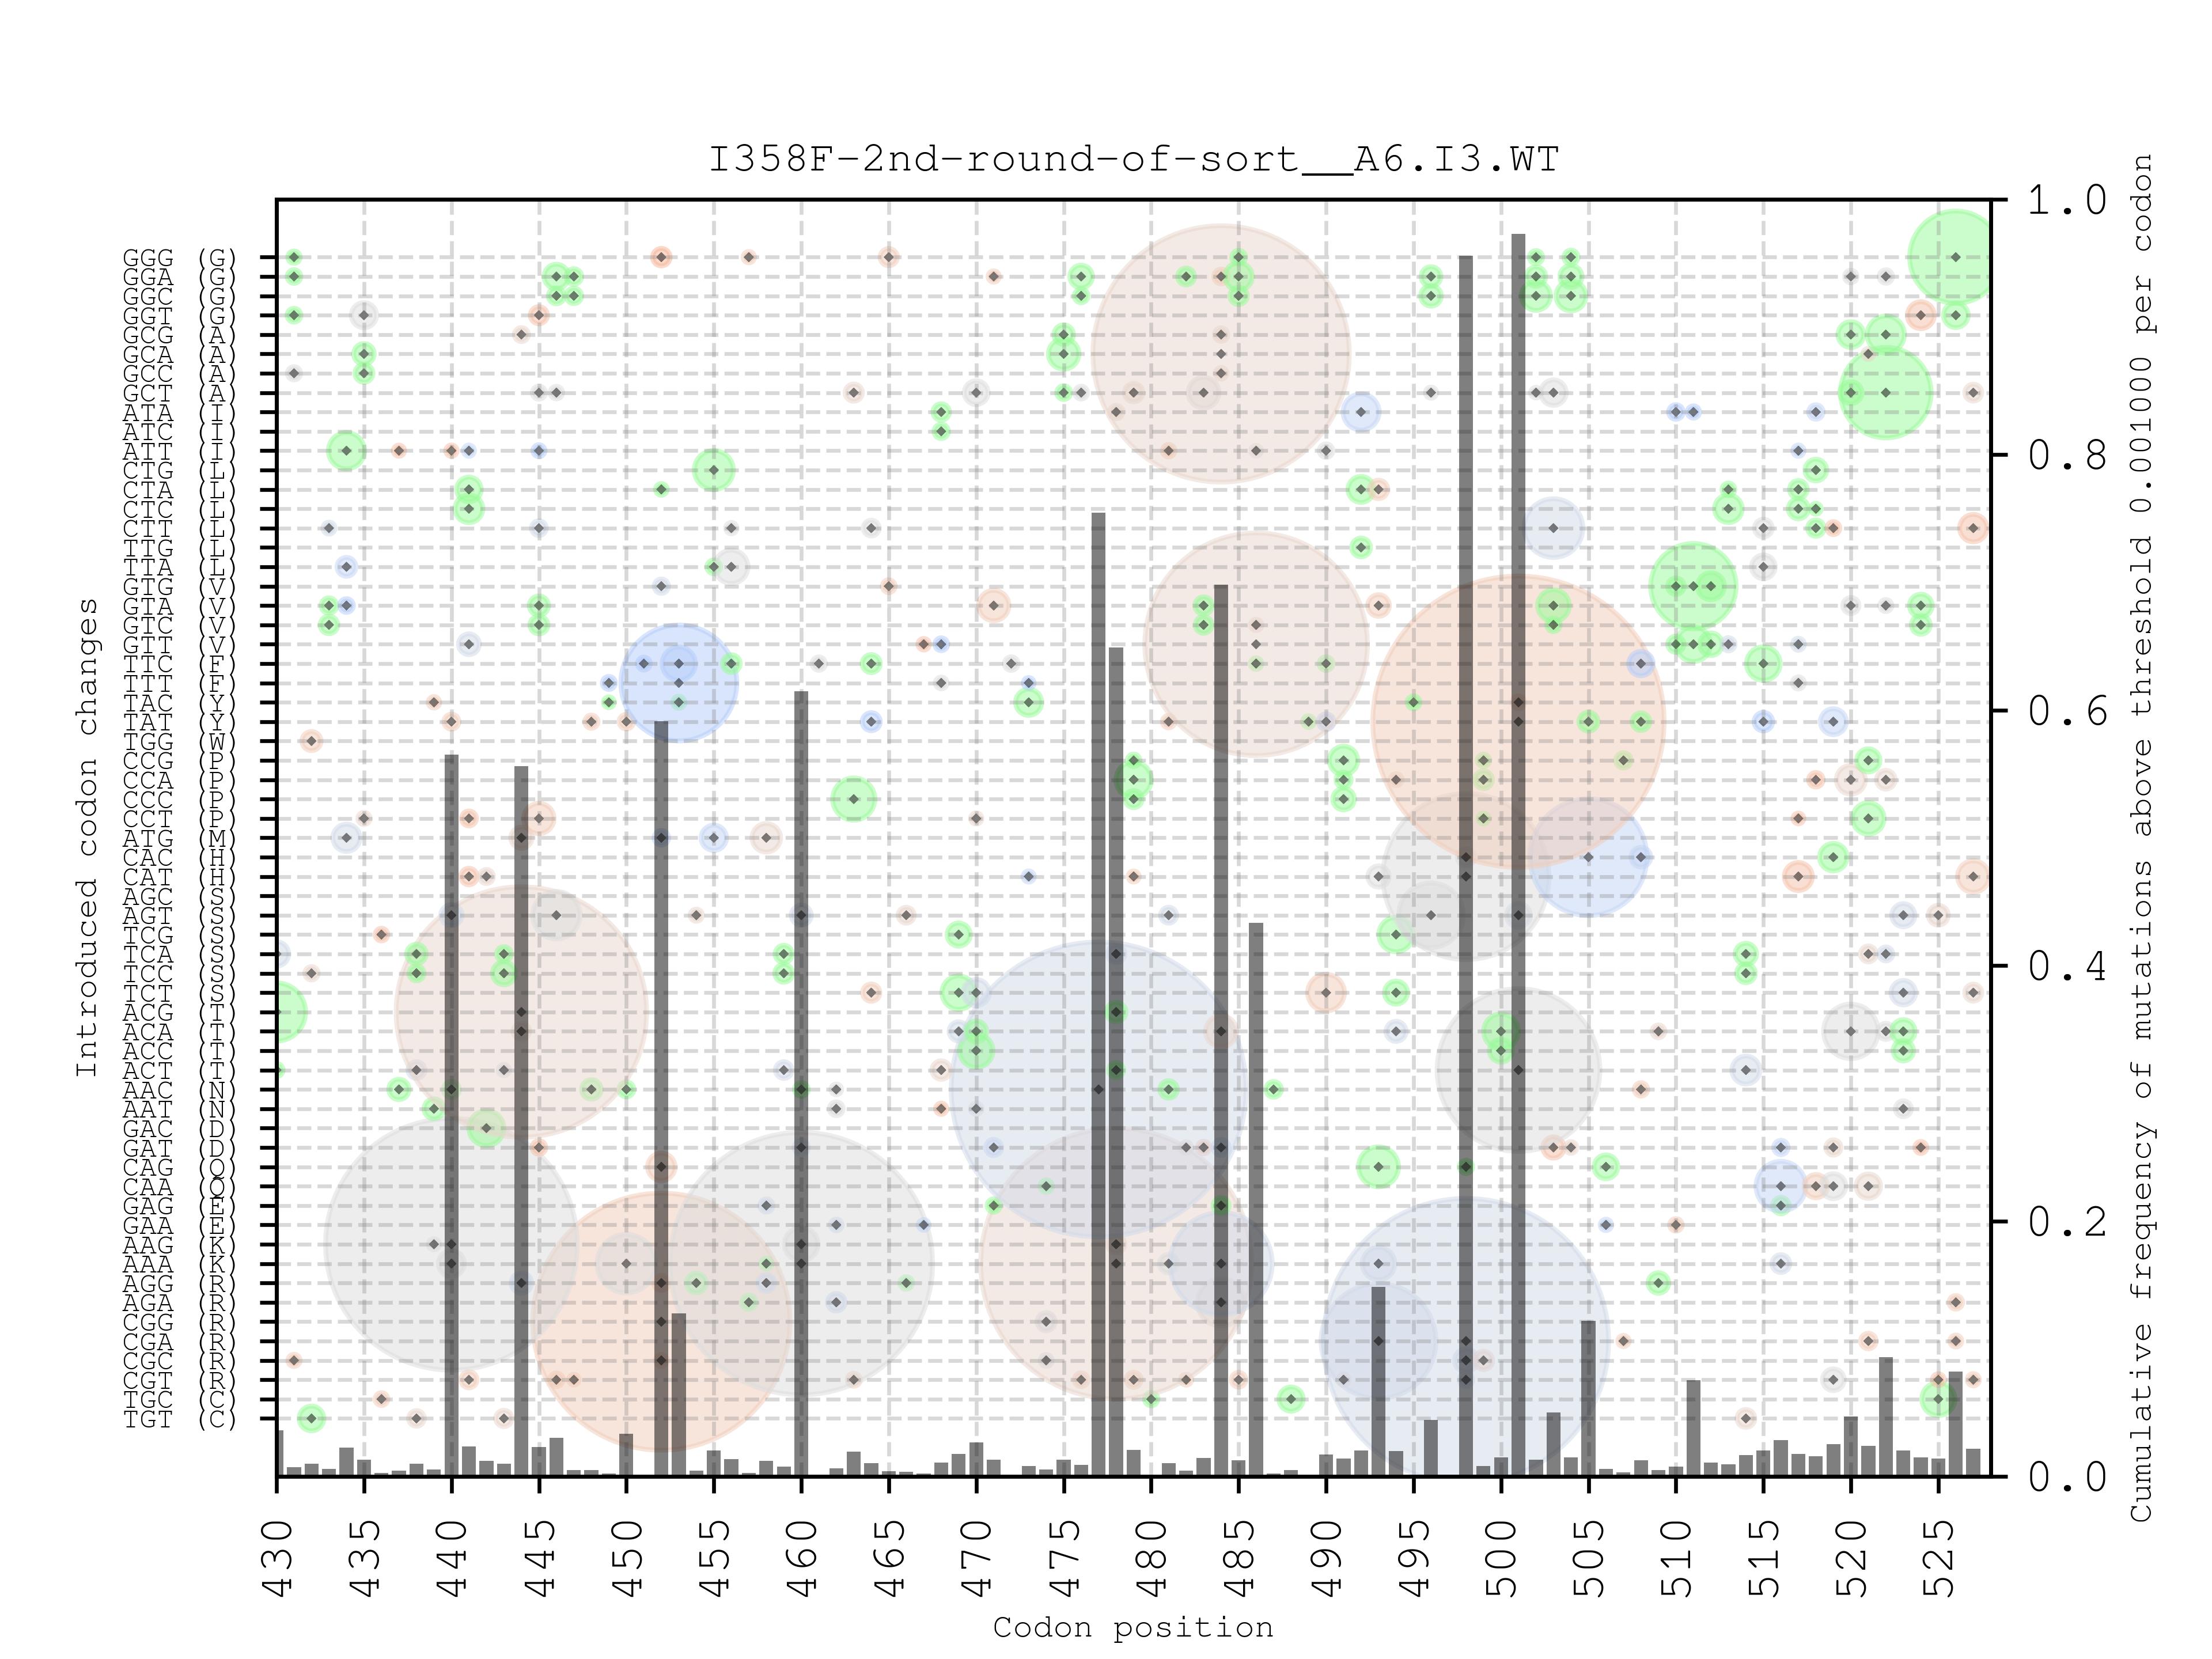 I358F-2nd-round-of-sort__A6.I3.WT
Introduced codon changes
GGG (G)
GGA (G)
GGC (G)
GGT (G)
GCG (A)
GCA (A)
GCC (A)
GCT (A)
ATA (I)
ATC (I)
ATT (I)
CTG (L)
CTA (L)
CTC (L)
CTT (L)
TTG (L)
TTA (L)
GTG (V)
GTA (V)
GTC (V)
GTT (V)
TTC (F)
TTT (F)
TAC (Y)
TAT (Y)
TGG (W)
CCG (P)
CCA (P)
CCC (P)
CCT (P)
ATG (M)
CAC (H)
CAT (H)
AGC (S)
AGT (S)
TCG (S)
TCA (S)
TCC (S)
TCT (S)
ACG (T)
ACA (T)
ACC (T)
ACT (T)
AAC (N)
AAT (N)
GAC (D)
GAT (D)
CAG (Q)
CAA (Q)
GAG (E)
GAA (E)
AAG (K)
AAA (K)
AGG (R)
AGA (R)
CGG (R)
CGA (R)
CGC (R)
CGT (R)
TGC (C)
TGT (C)
1.0
0.8
0.6
0.4
0.2
0.0
Cumulative frequency of mutations above threshold 0.001000 per codon
430 435 440 445 450 455 460 465 470 475 480 485 490 495 500 505 510 515 520 525
Codon position